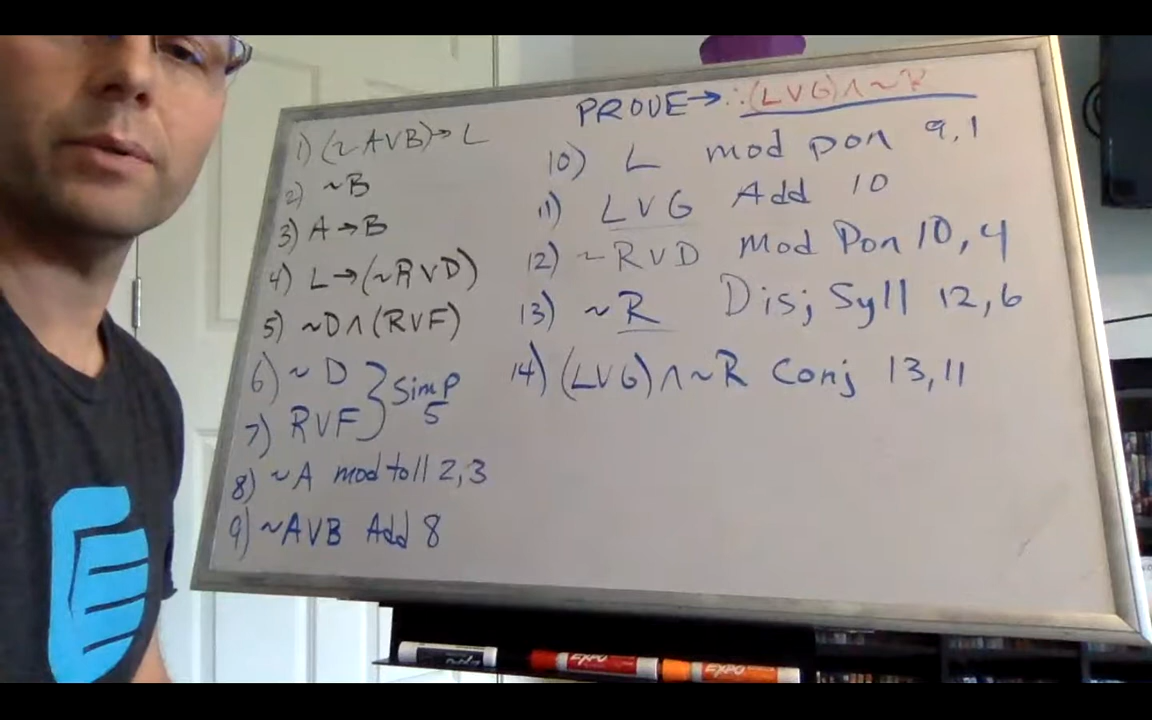 PROVE → ∴ (L∨G)∧~R
1) (~A∨B)→L
2) ~B
3) A→B
4) L→(~R∨D)
5) ~D∧(R∨F)
6) ~D } Simp 5
7) R∨F
8) ~A mod toll 2,3
9) ~A∨B Add 8
10) L mod pon 9,1
11) L∨G Add 10
12) ~R∨D Mod Pon 10,4
13) ~R Disj Syll 12,6
14) (L∨G)∧~R Conj 13,11
EXPO
EXPO